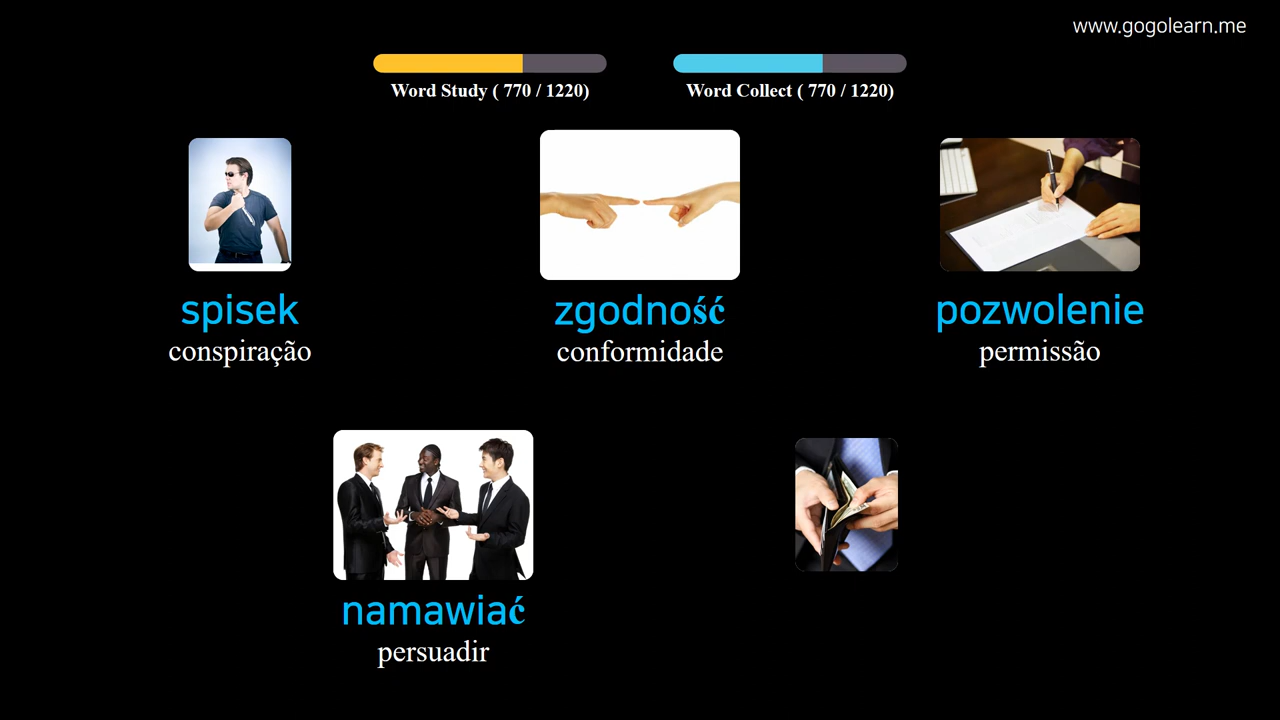 www.gogolearn.me
Word Study ( 770 / 1220)
Word Collect ( 770 / 1220)
spisek
conspiração
zgodność
conformidade
pozwolenie
permissão
namawiać
persuadir